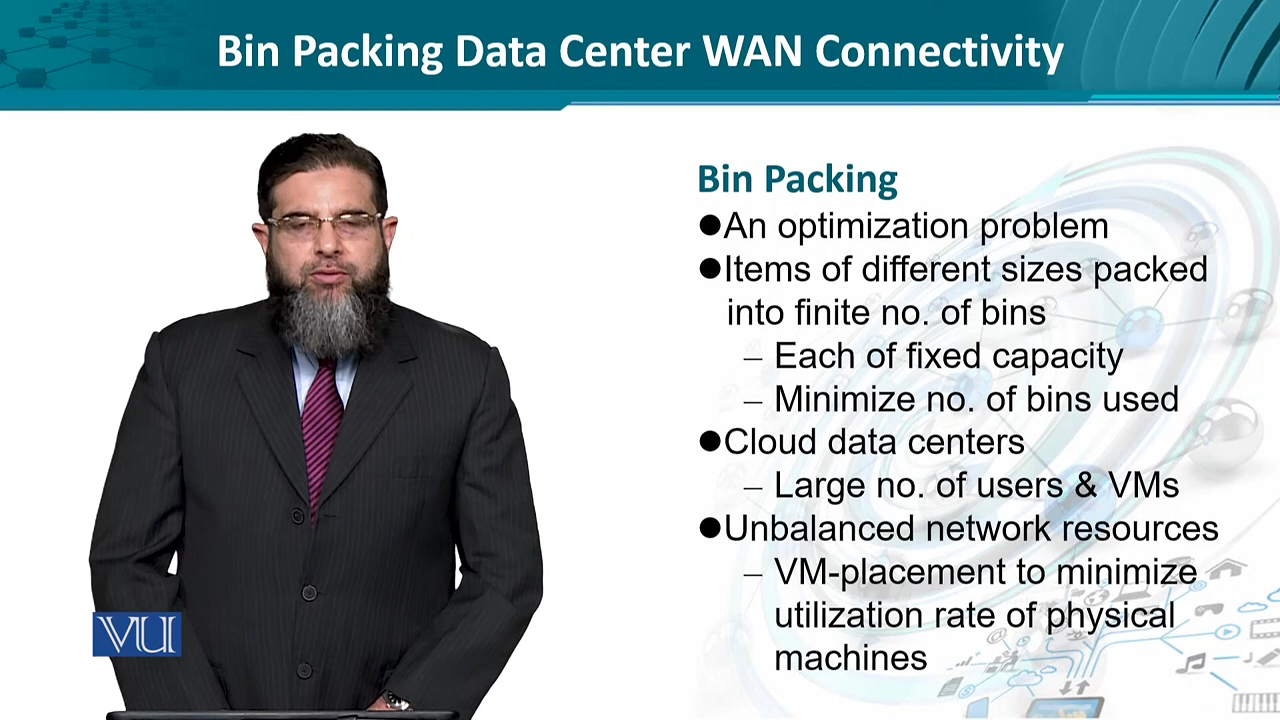 Bin Packing Data Center WAN Connectivity
Bin Packing
●An optimization problem
●Items of different sizes packed
into finite no. of bins
– Each of fixed capacity
– Minimize no. of bins used
●Cloud data centers
– Large no. of users & VMs
●Unbalanced network resources
– VM-placement to minimize
utilization rate of physical
machines
VU